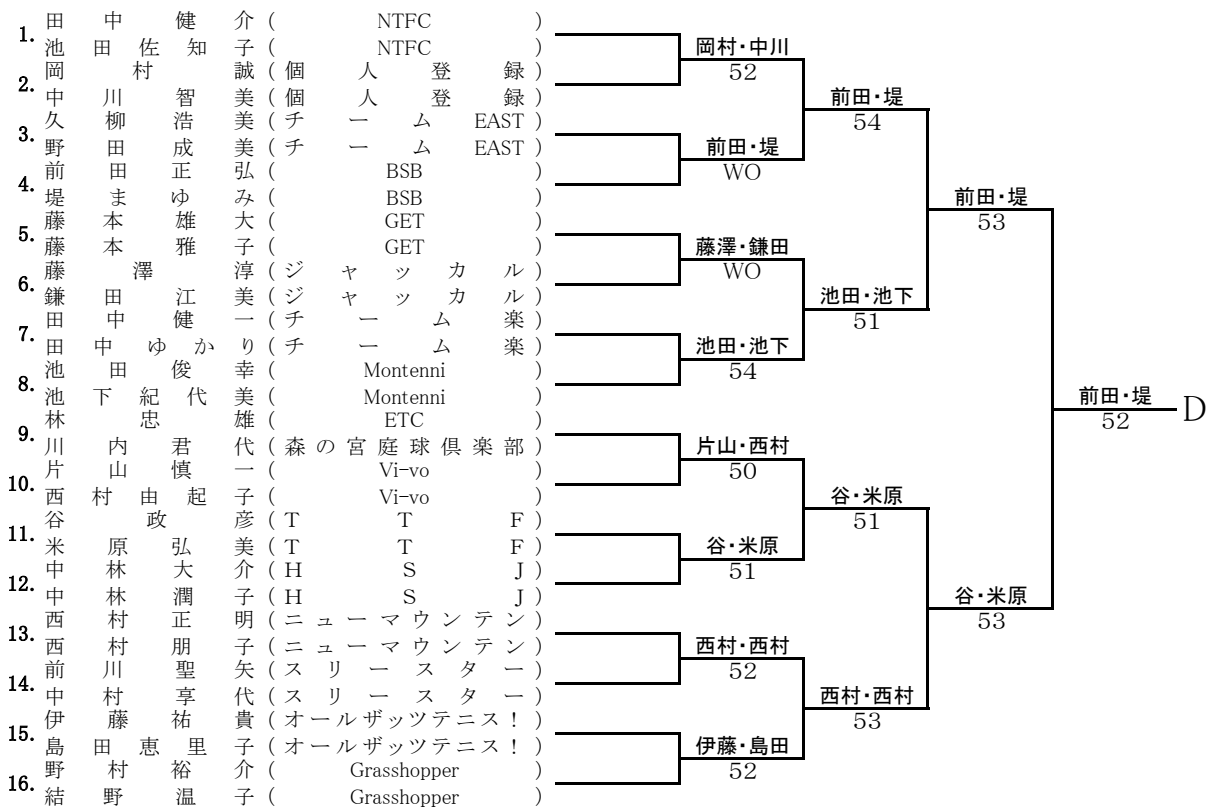 1. 田中健介 ( NTFC )
池田佐知子 ( NTFC )
2. 岡村誠 ( 個人登録 )
中川智美 ( 個人登録 )
3. 久柳浩美 ( チームEAST )
野田成美 ( チームEAST )
4. 前田正弘 ( BSB )
堤まゆみ ( BSB )
5. 藤本雄大 ( GET )
藤本雅子 ( GET )
6. 藤澤淳 ( ジャッカル )
鎌田江美 ( ジャッカル )
7. 田中健一 ( チーム楽 )
田中ゆかり ( チーム楽 )
8. 池田俊幸 ( Montenni )
池下紀代美 ( Montenni )
9. 林忠雄 ( ETC )
川内君代 ( 森の宮庭球倶楽部 )
10. 片山慎一 ( Vi-vo )
西村由起子 ( Vi-vo )
11. 谷政彦 ( TTF )
米原弘美 ( TTF )
12. 中林大介 ( HSJ )
中林潤子 ( HSJ )
13. 西村正明 ( ニューマウンテン )
西村朋子 ( ニューマウンテン )
14. 前川聖矢 ( スリースター )
中村享代 ( スリースター )
15. 伊藤祐貴 ( オールザッツテニス! )
島田恵里子 ( オールザッツテニス! )
16. 野村裕介 ( Grasshopper )
結野温子 ( Grasshopper )
岡村・中川
52
前田・堤
WO
藤澤・鎌田
WO
池田・池下
54
片山・西村
50
谷・米原
51
西村・西村
52
伊藤・島田
52
前田・堤
54
池田・池下
51
谷・米原
51
西村・西村
53
前田・堤
53
谷・米原
53
前田・堤
52
D